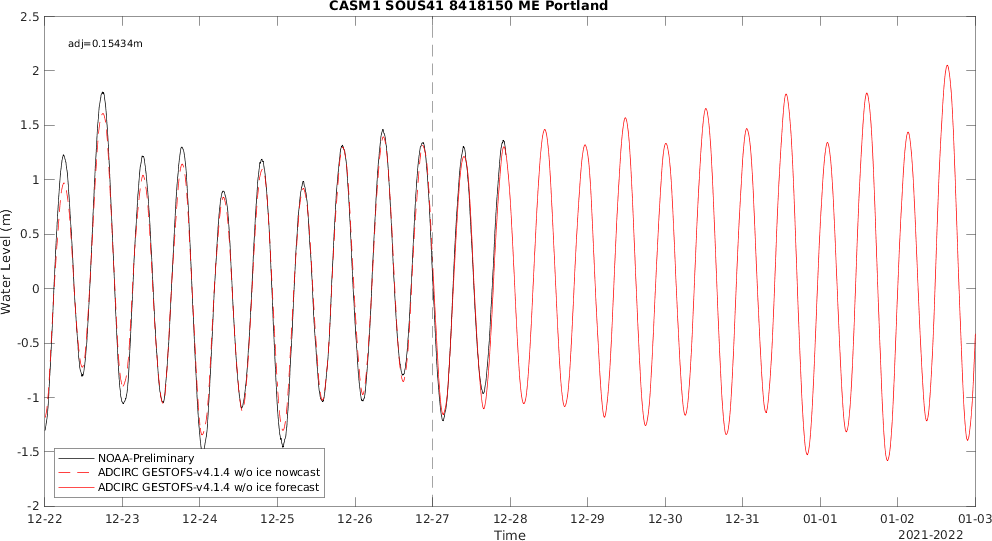 CASM1 SOUS41 8418150 ME Portland
adj=0.15434m
2.5
2
1.5
1
0.5
0
-0.5
-1
-1.5
-2
Water Level (m)
NOAA-Preliminary
ADCIRC GESTOFS-v4.1.4 w/o ice nowcast
ADCIRC GESTOFS-v4.1.4 w/o ice forecast
12-22 12-23 12-24 12-25 12-26 12-27 12-28 12-29 12-30 12-31 01-01 01-02 01-03
Time
2021-2022